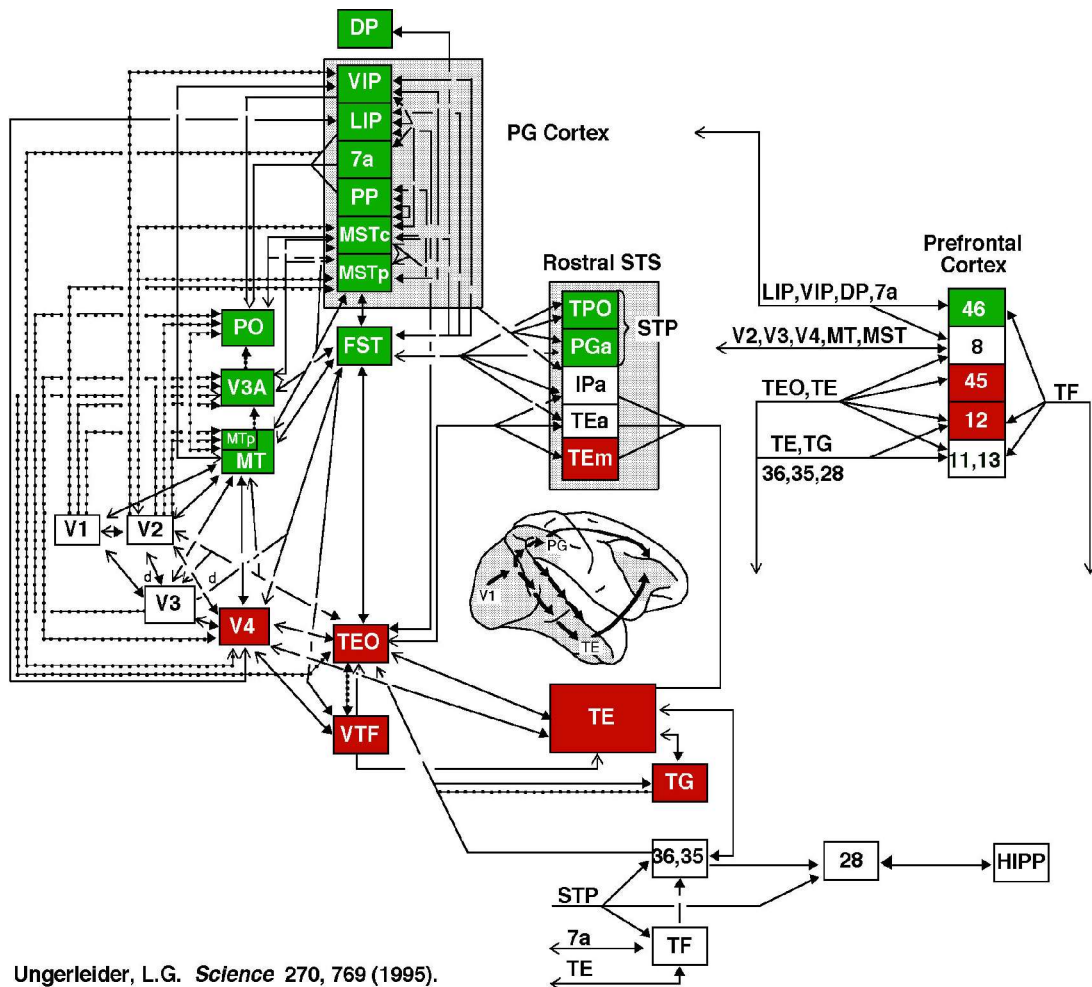 DP
VIP
LIP
7a
PP
MSTc
MSTp
PG Cortex
Rostral STS
TPO
PGa
STP
IPa
TEa
TEm
Prefrontal
Cortex
LIP,VIP,DP,7a
46
V2,V3,V4,MT,MST
8
TEO,TE
45
TF
12
TE,TG
36,35,28
11,13
PO
FST
V3A
MTp
MT
V1
V2
d
d
V3
V4
TEO
PG
V1
TE
VTF
TE
TG
36,35
28
HIPP
STP
7a
TF
TE
Ungerleider, L.G. Science 270, 769 (1995).